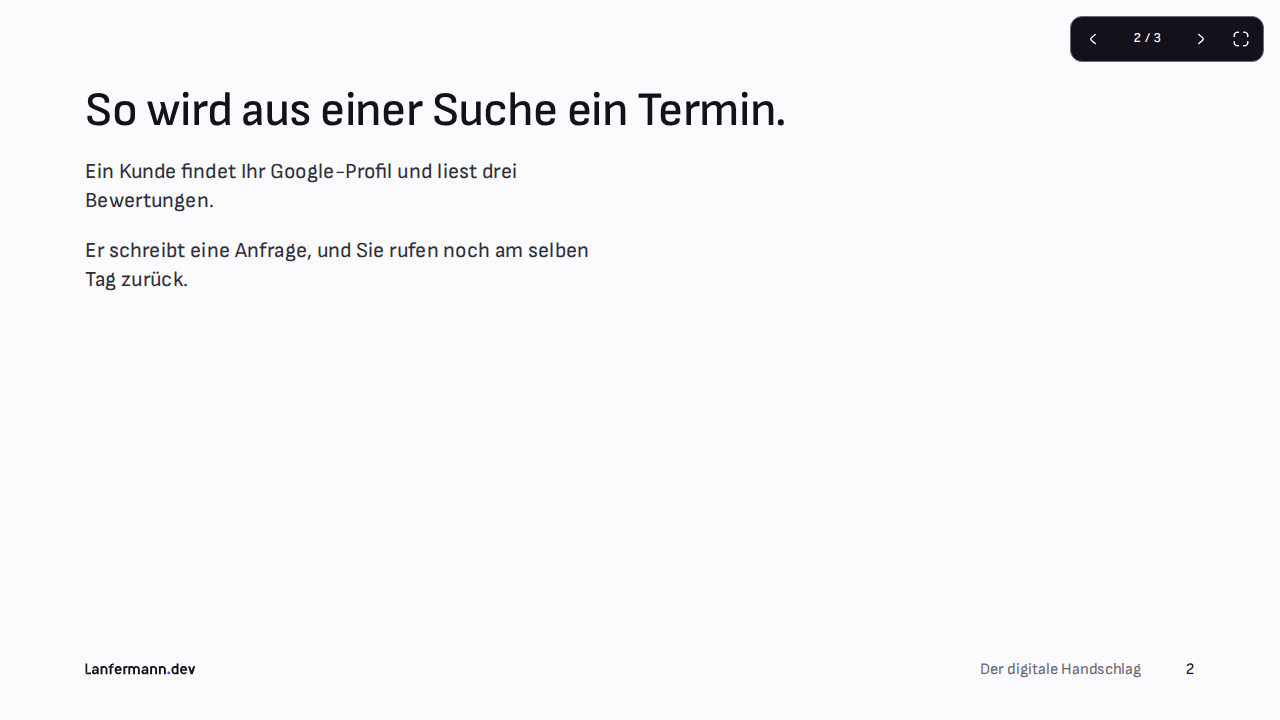 2 / 3
So wird aus einer Suche ein Termin.
Ein Kunde findet Ihr Google-Profil und liest drei
Bewertungen.
Er schreibt eine Anfrage, und Sie rufen noch am selben
Tag zurück.
Lanfermann.dev
Der digitale Handschlag
2